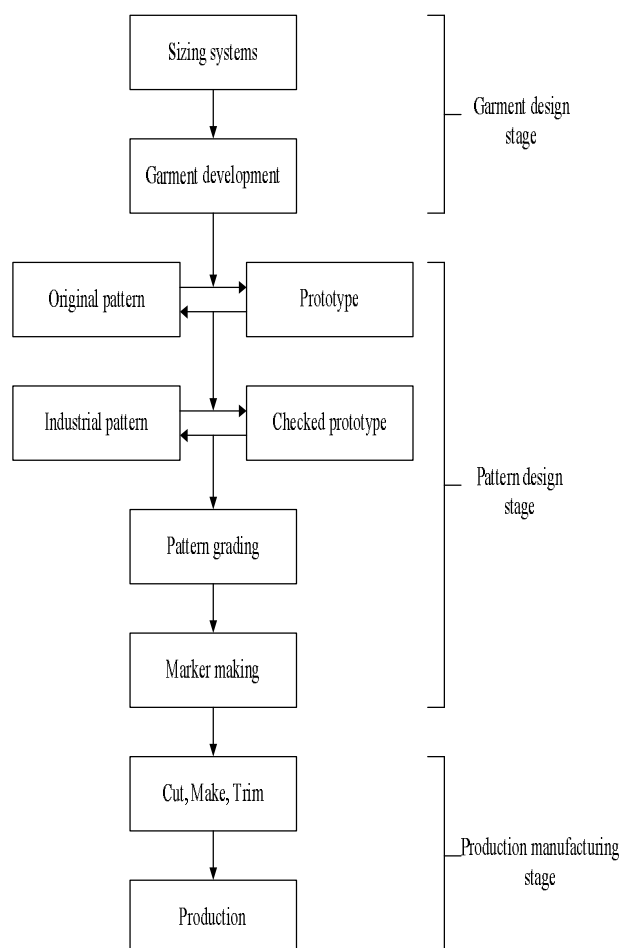 Sizing systems
Garment design
stage
Garment development
Original pattern
Prototype
Industrial pattern
Checked prototype
Pattern design
stage
Pattern grading
Marker making
Cut, Make, Trim
Production manufacturing
stage
Production